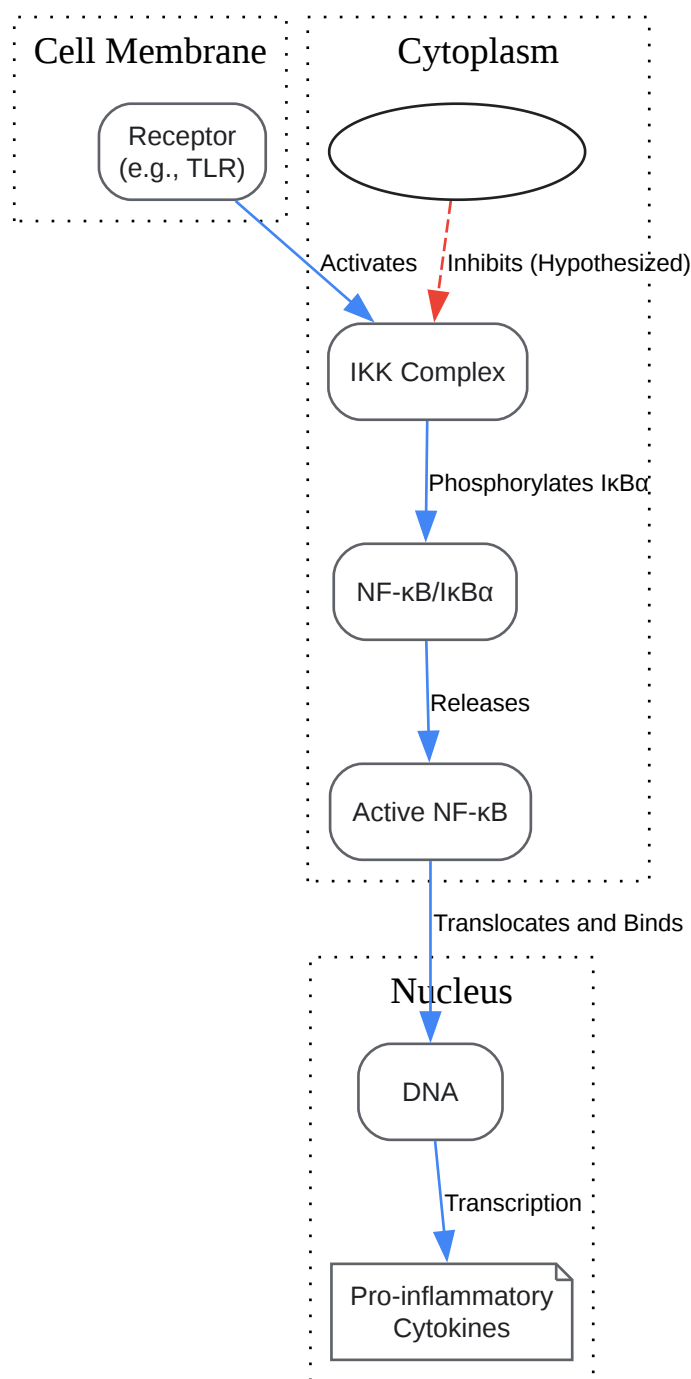 Cell Membrane
Cytoplasm
Receptor
(e.g., TLR)
Activates
Inhibits (Hypothesized)
IKK Complex
Phosphorylates IκBα
NF-κB/IκBα
Releases
Active NF-κB
Translocates and Binds
Nucleus
DNA
Transcription
Pro-inflammatory
Cytokines